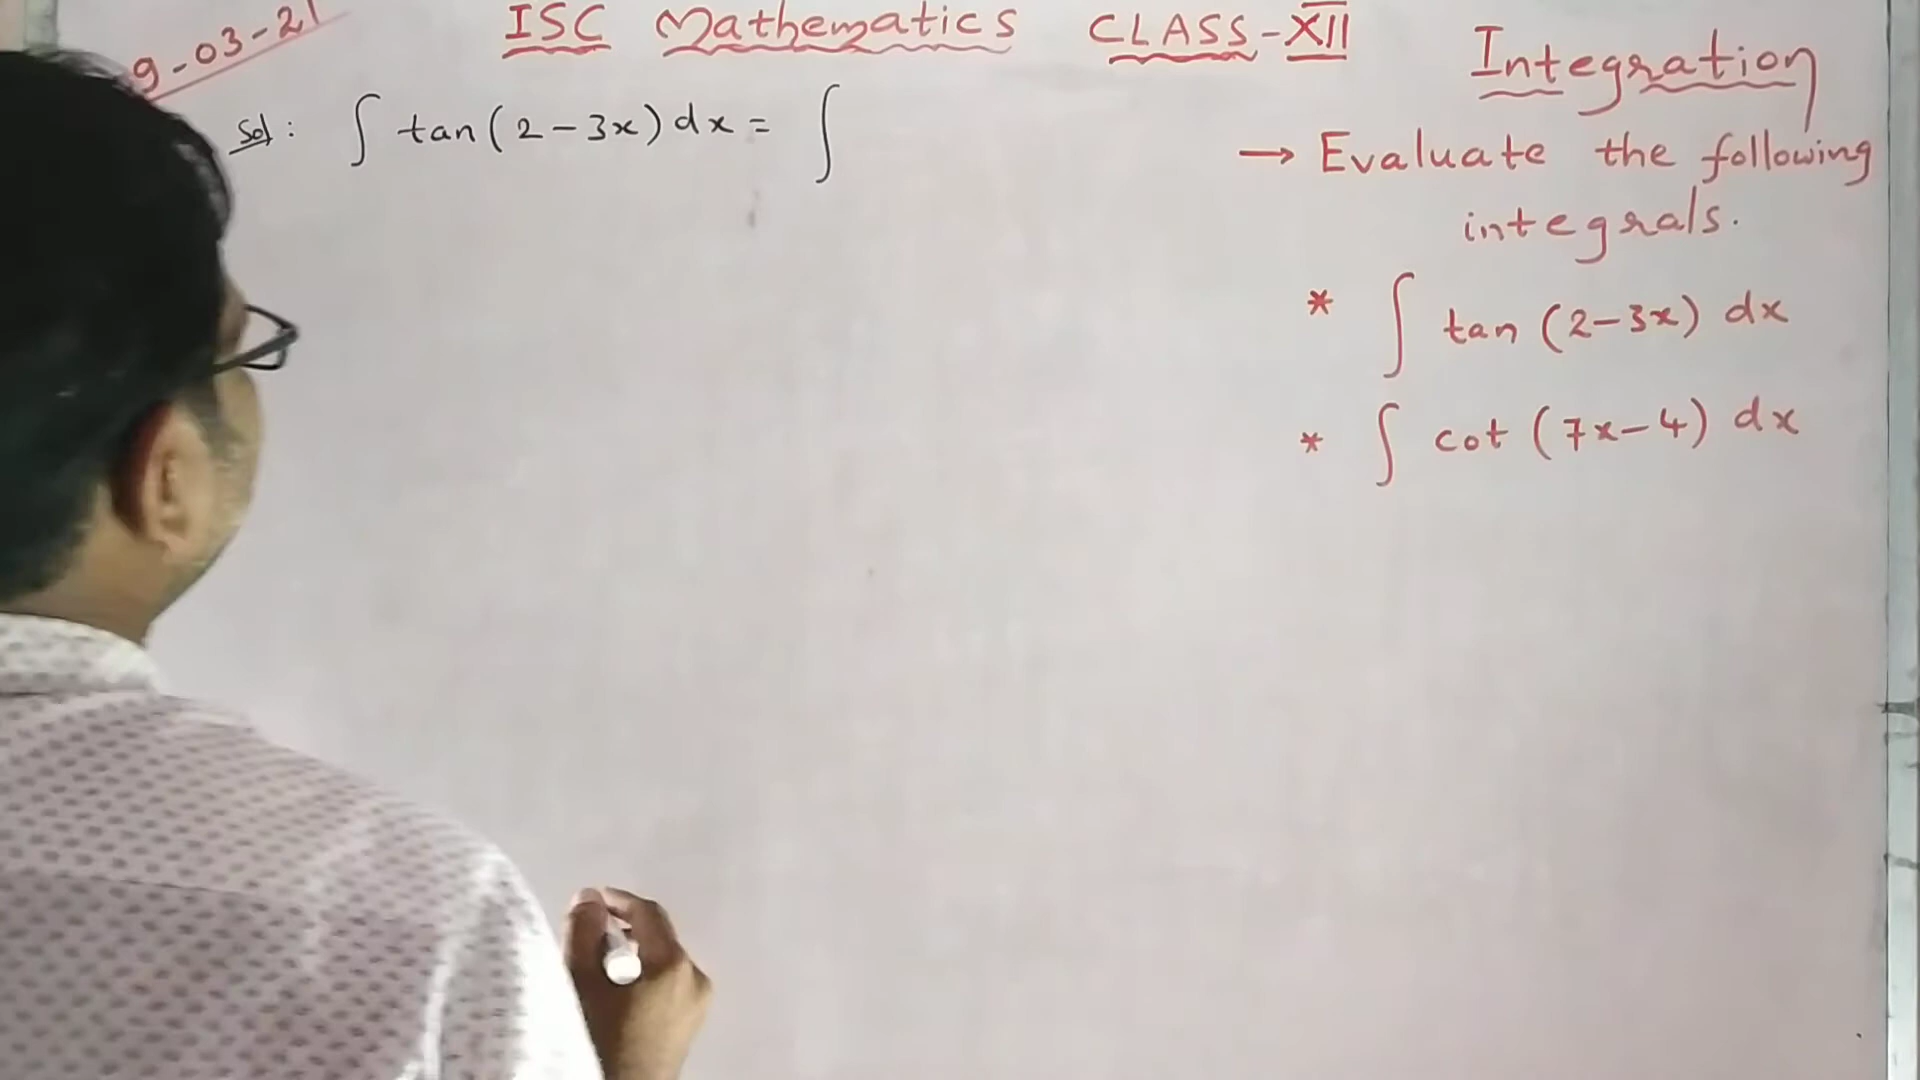 9-03-21
ISC Mathematics CLASS-XII
Integration
Sol: ∫ tan(2-3x)dx = ∫
→ Evaluate the following
integrals.
* ∫ tan (2-3x) dx
* ∫ cot (7x-4) dx